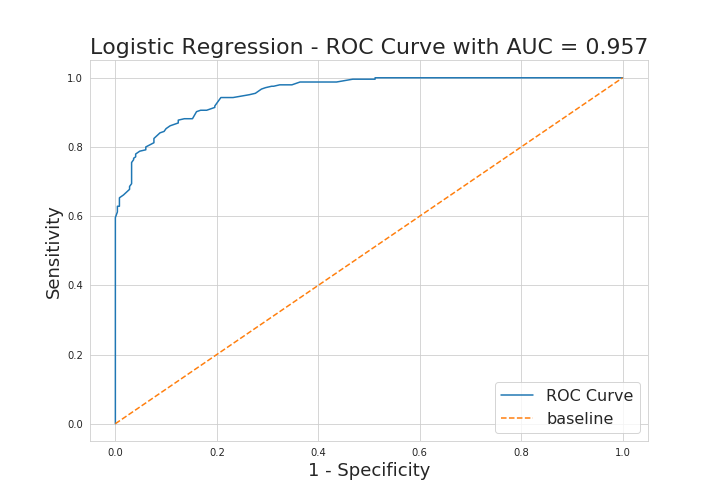 Logistic Regression - ROC Curve with AUC = 0.957
1.0
0.8
0.6
0.4
0.2
0.0
Sensitivity
ROC Curve
baseline
0.0 0.2 0.4 0.6 0.8 1.0
1 - Specificity